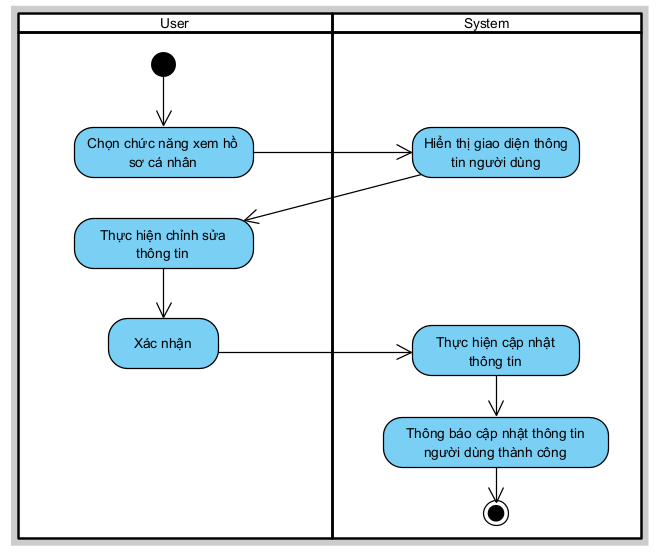 User
System
Chọn chức năng xem hồ
sơ cá nhân
Hiển thị giao diện thông
tin người dùng
Thực hiện chỉnh sửa
thông tin
Xác nhận
Thực hiện cập nhật
thông tin
Thông báo cập nhật thông tin
người dùng thành công